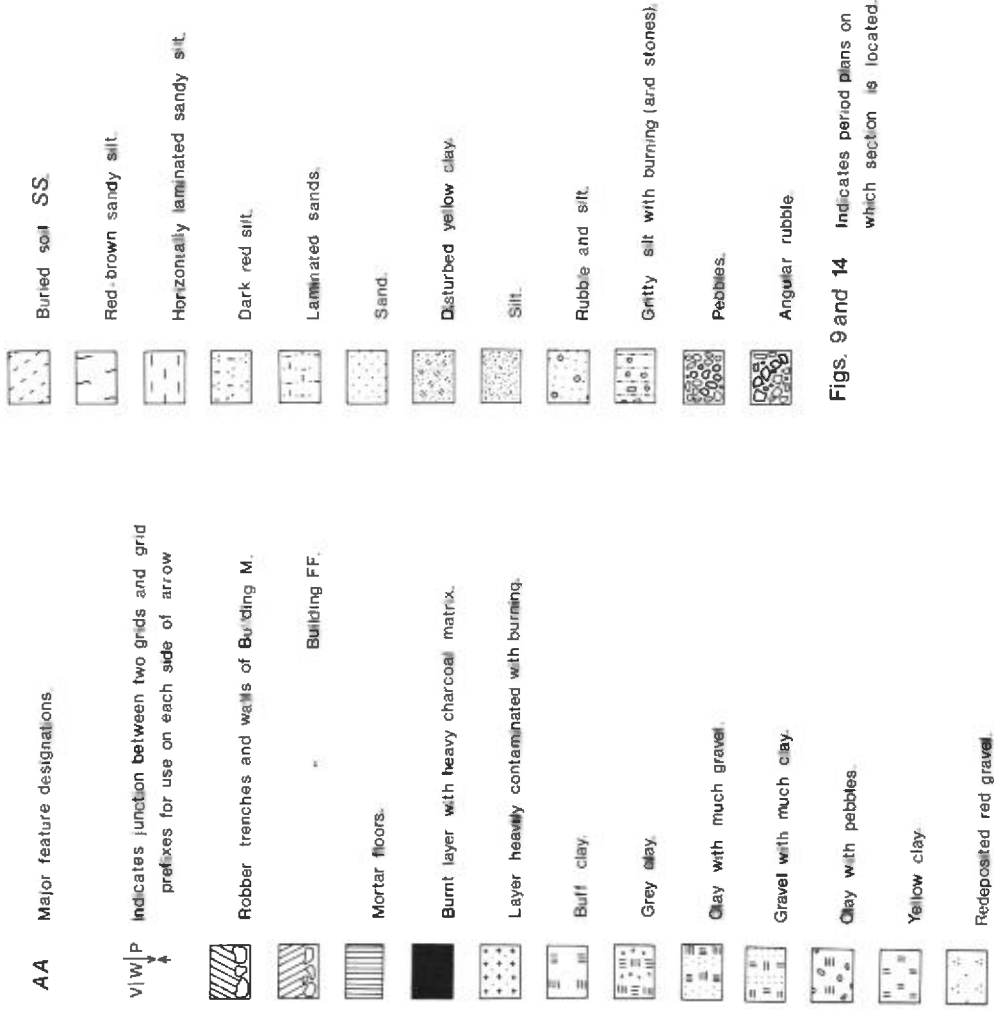 AA Major feature designations.
V|W|P Indicates junction between two grids and grid
prefixes for use on each side of arrow
Robber trenches and walls of Building M.
" Building FF.
Mortar floors.
Burnt layer with heavy charcoal matrix.
Layer heavily contaminated with burning.
Buff clay.
Grey clay.
Clay with much gravel.
Gravel with much clay.
Clay with pebbles.
Yellow clay.
Redeposited red gravel.
Buried soil SS.
Red-brown sandy silt.
Horizontally laminated sandy silt.
Dark red silt.
Laminated sands.
Sand.
Disturbed yellow clay.
Silt.
Rubble and silt.
Gritty silt with burning (and stones).
Pebbles.
Angular rubble.
Figs. 9 and 14 Indicates period plans on
which section is located.